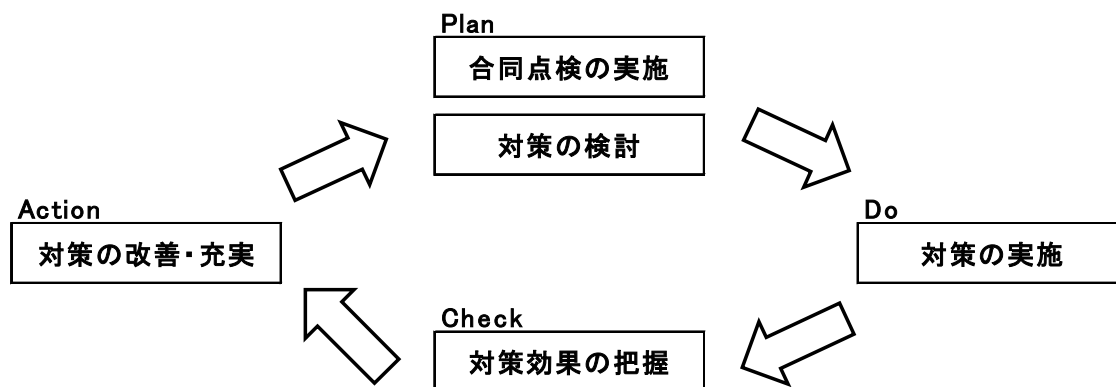 Plan
合同点検の実施
対策の検討
Action
対策の改善・充実
Do
対策の実施
Check
対策効果の把握